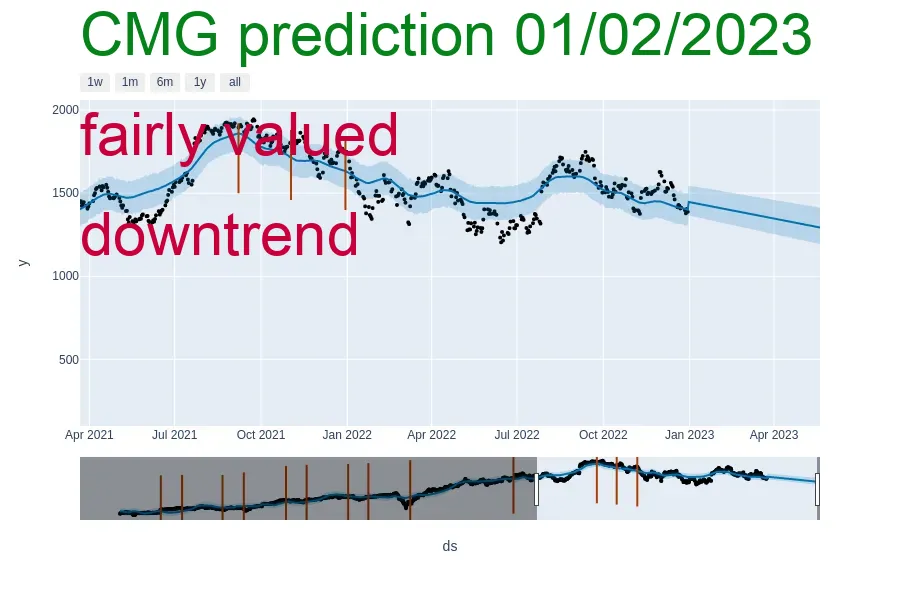 CMG prediction 01/02/2023
1w 1m 6m 1y all
2000
fairly valued
1500
downtrend
y
1000
500
Apr 2021 Jul 2021 Oct 2021 Jan 2022 Apr 2022 Jul 2022 Oct 2022 Jan 2023 Apr 2023
ds